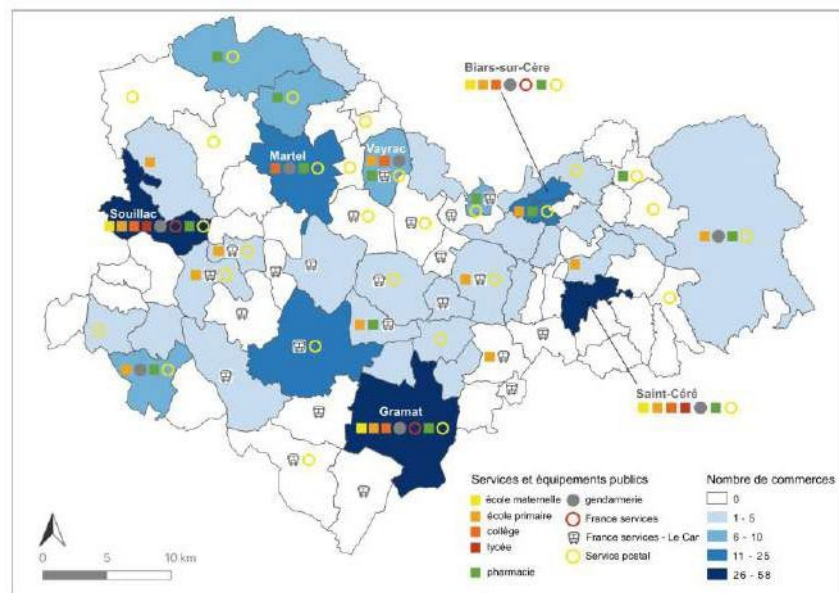 Biars-sur-Cère
Martel
Vayrac
Souillac
Saint-Céré
Gramat
Services et équipements publics
école maternelle
école primaire
collège
lycée
pharmacie
gendarmerie
France services
France services - Le Car
Service postal
Nombre de commerces
0
1 - 5
6 - 10
11 - 25
26 - 58
0 5 10 km